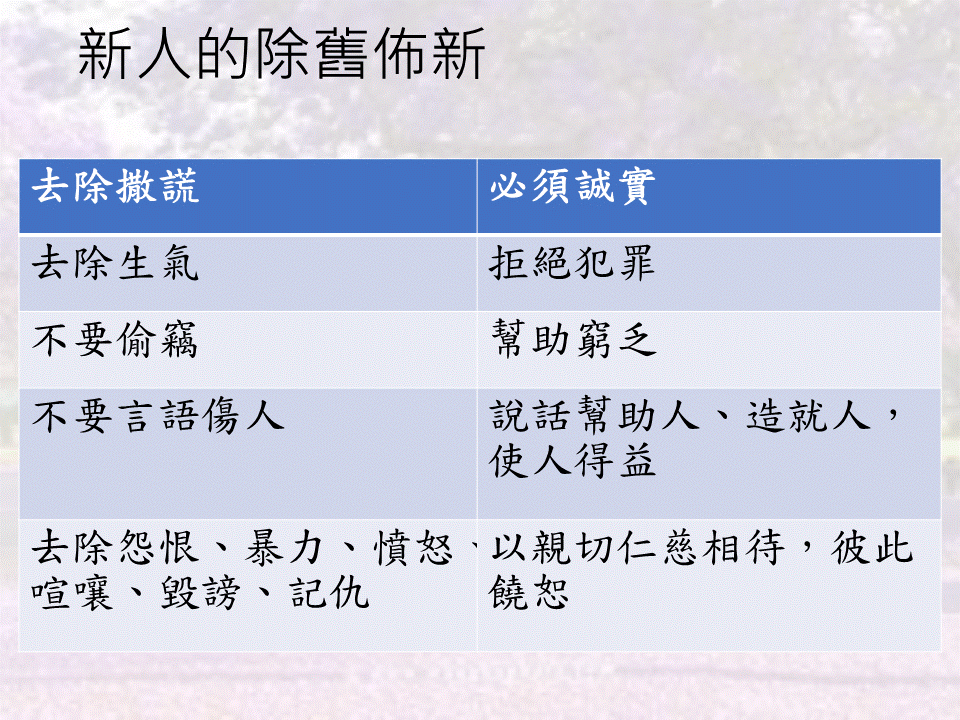 新人的除舊佈新
去除撒謊
必須誠實
去除生氣
拒絕犯罪
不要偷竊
幫助窮乏
不要言語傷人
說話幫助人、造就人，
使人得益
去除怨恨、暴力、憤怒、
喧嚷、毀謗、記仇
以親切仁慈相待，彼此
饒恕